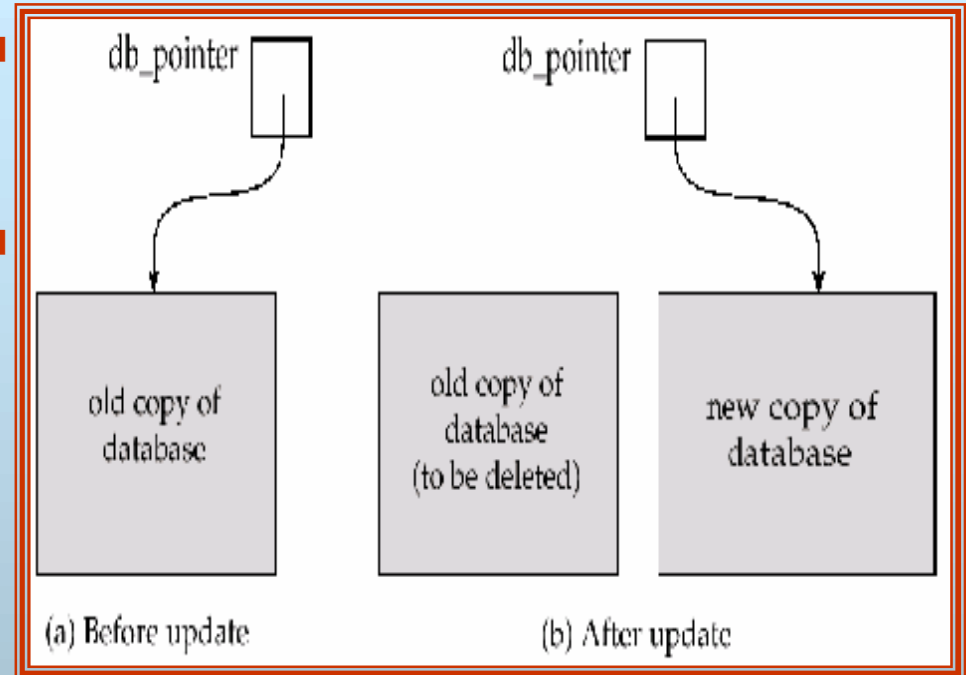 db_pointer
old copy of
database
(a) Before update
db_pointer
old copy of
database
(to be deleted)
new copy of
database
(b) After update